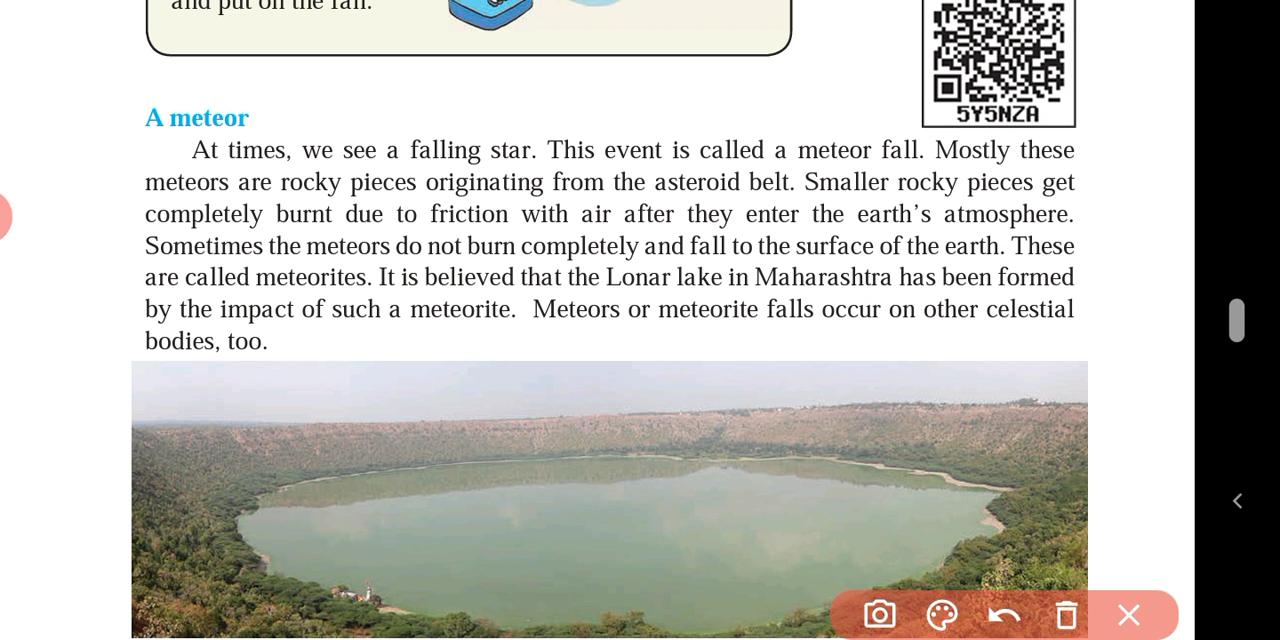 and put on the fan.
5Y5NZA
A meteor
At times, we see a falling star. This event is called a meteor fall. Mostly these
meteors are rocky pieces originating from the asteroid belt. Smaller rocky pieces get
completely burnt due to friction with air after they enter the earth’s atmosphere.
Sometimes the meteors do not burn completely and fall to the surface of the earth. These
are called meteorites. It is believed that the Lonar lake in Maharashtra has been formed
by the impact of such a meteorite.  Meteors or meteorite falls occur on other celestial
bodies, too.